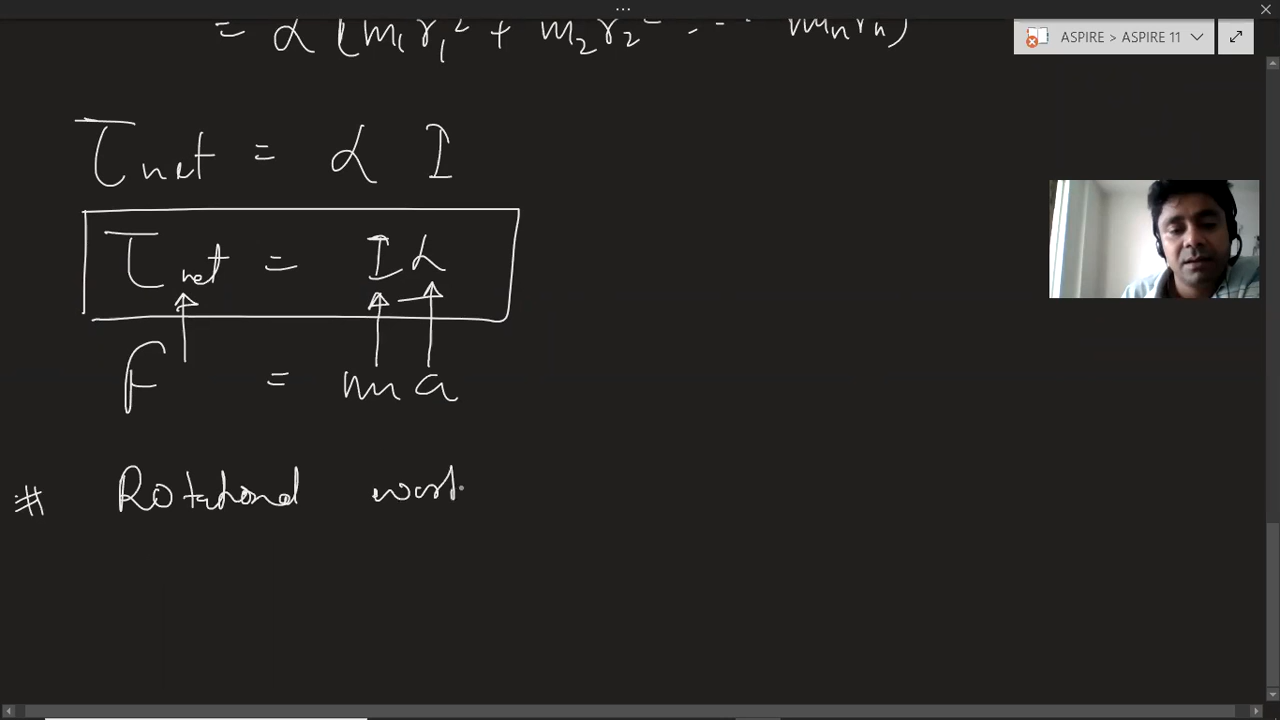 = α (m₁r₁² + m₂r₂² . - - . mₙrₙ)
ASPIRE > ASPIRE 11
τnet = α I
τnet = I α
F = m a
# Rotational work